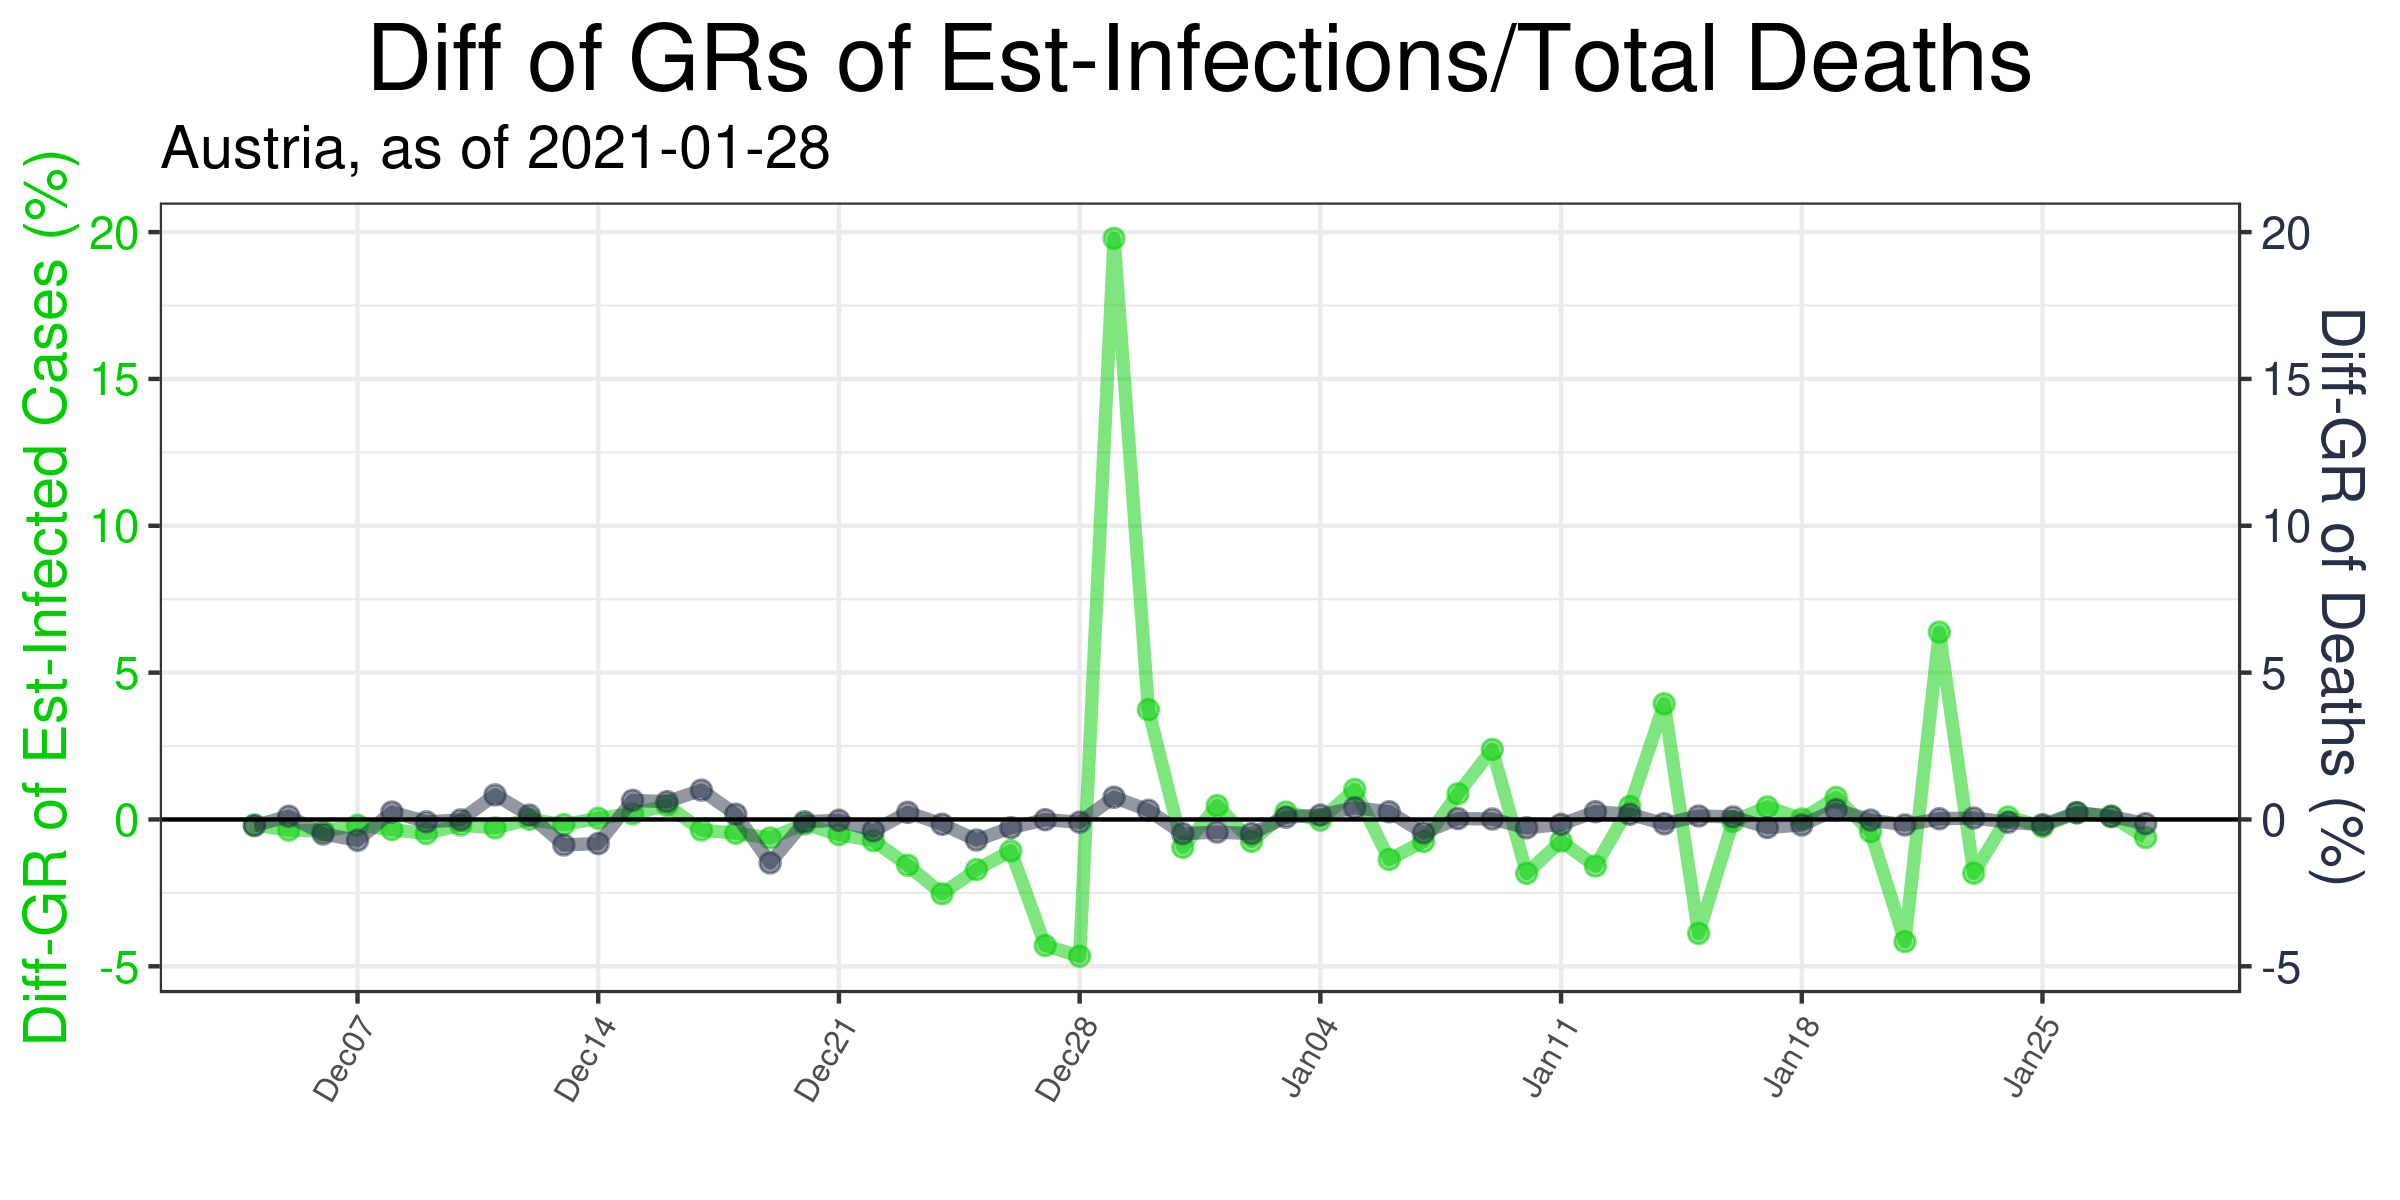 Diff of GRs of Est-Infections/Total Deaths
Austria, as of 2021-01-28
Diff-GR of Est-Infected Cases (%)
20
15
10
5
0
-5
20
15
10
5
0
-5
Diff-GR of Deaths (%)
Dec07
Dec14
Dec21
Dec28
Jan04
Jan11
Jan18
Jan25